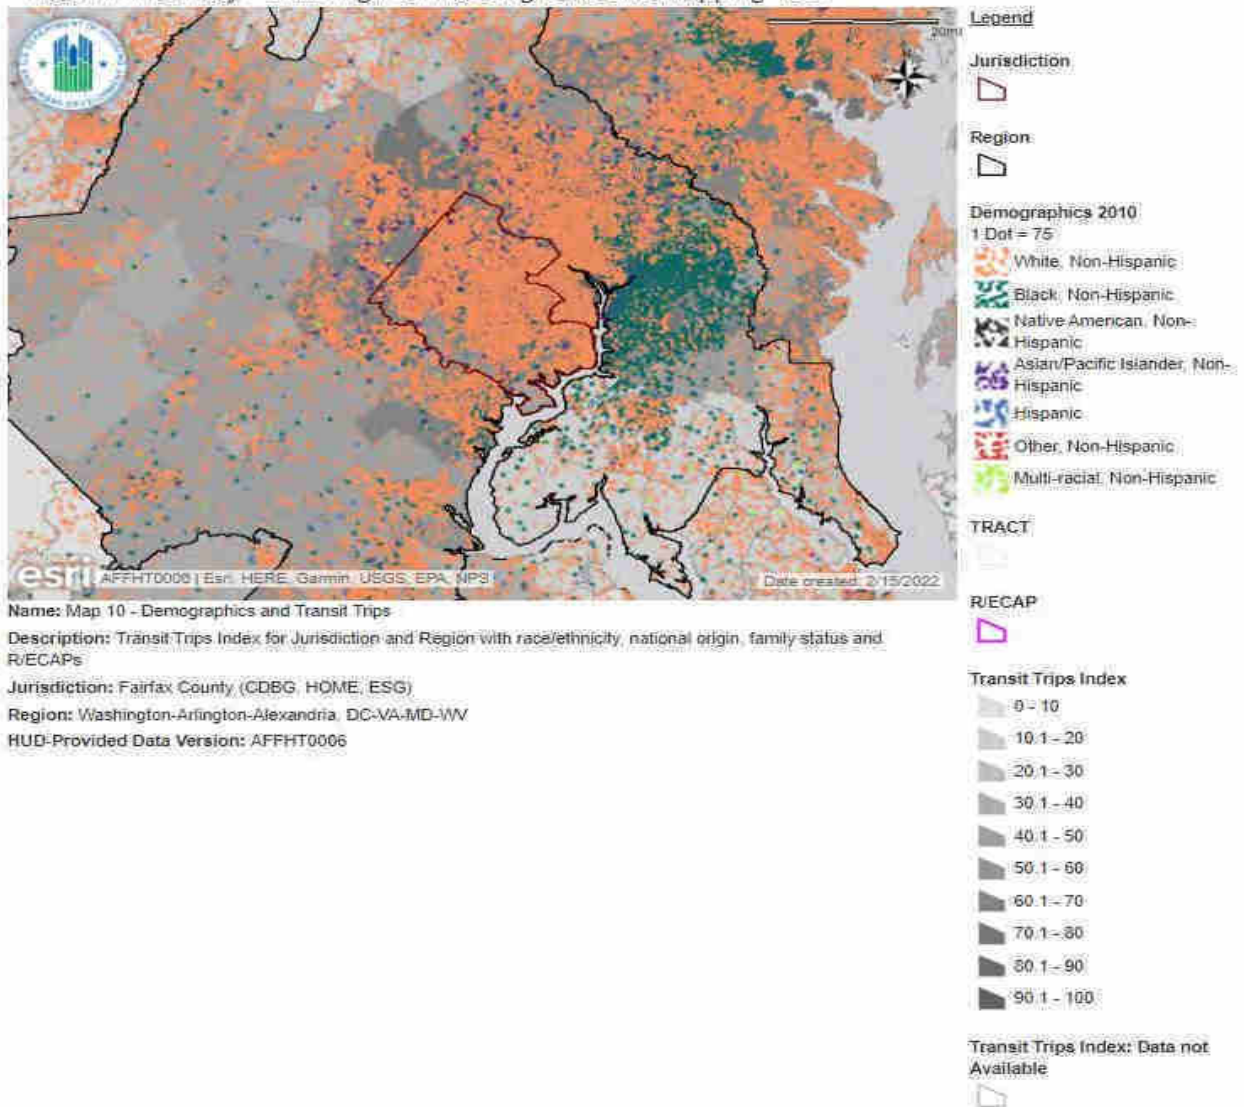 20mi
esri AFFHT0006 | Esri, HERE, Garmin, USGS, EPA, NPS
Date created: 2/15/2022
Name: Map 10 - Demographics and Transit Trips
Description: Transit Trips Index for Jurisdiction and Region with race/ethnicity, national origin, family status and
R/ECAPs
Jurisdiction: Fairfax County (CDBG, HOME, ESG)
Region: Washington-Arlington-Alexandria, DC-VA-MD-WV
HUD-Provided Data Version: AFFHT0006
Legend
Jurisdiction
Region
Demographics 2010
1 Dot = 75
White, Non-Hispanic
Black, Non-Hispanic
Native American, Non-
Hispanic
Asian/Pacific Islander, Non-
Hispanic
Hispanic
Other, Non-Hispanic
Multi-racial, Non-Hispanic
TRACT
R/ECAP
Transit Trips Index
0 - 10
10.1 - 20
20.1 - 30
30.1 - 40
40.1 - 50
50.1 - 60
60.1 - 70
70.1 - 80
80.1 - 90
90.1 - 100
Transit Trips Index: Data not
Available